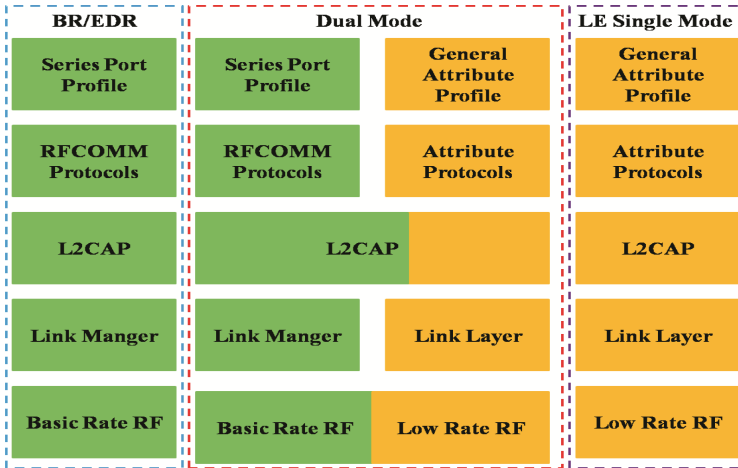 BR/EDR
Dual Mode
LE Single Mode
Series Port
Profile
Series Port
Profile
General
Attribute
Profile
General
Attribute
Profile
RFCOMM
Protocols
RFCOMM
Protocols
Attribute
Protocols
Attribute
Protocols
L2CAP
L2CAP
L2CAP
Link Manger
Link Manger
Link Layer
Link Layer
Basic Rate RF
Basic Rate RF
Low Rate RF
Low Rate RF